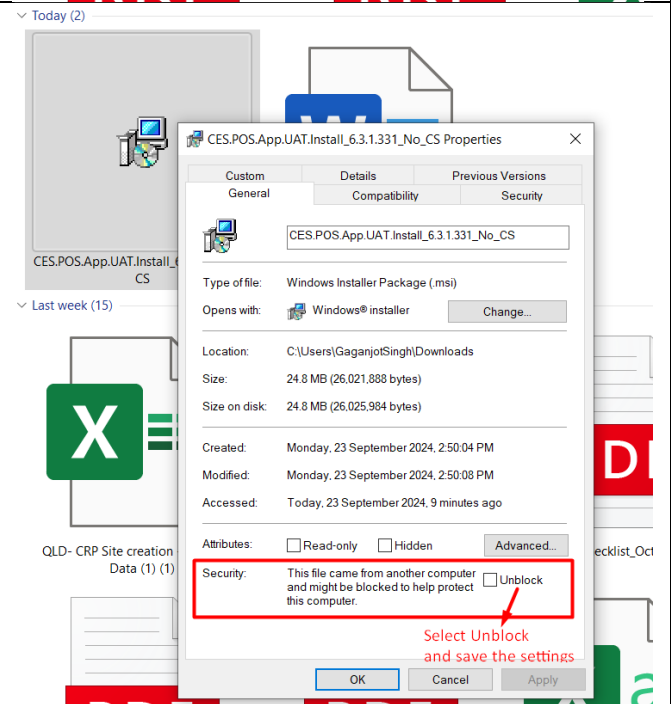 Today (2)
CES.POS.App.UAT.Install_6.3.1.331_No_CS Properties
Custom
Details
Previous Versions
General
Compatibility
Security
CES.POS.App.UAT.Install_6.3.1.331_No_CS
CES.POS.App.UAT.Install_
CS
Type of file:
Windows Installer Package (.msi)
Opens with:
Windows® installer
Change...
Last week (15)
Location:
C:\Users\GaganjotSingh\Downloads
Size:
24.8 MB (26,021,888 bytes)
Size on disk:
24.8 MB (26,025,984 bytes)
X
Created:
Monday, 23 September 2024, 2:50:04 PM
Modified:
Monday, 23 September 2024, 2:50:08 PM
Accessed:
Today, 23 September 2024, 9 minutes ago
Attributes:
Read-only
Hidden
Advanced...
QLD- CRP Site creation
Data (1) (1)
ecklist_Oct
Security:
This file came from another computer
and might be blocked to help protect
this computer.
Unblock
Select Unblock
and save the settings
OK
Cancel
Apply